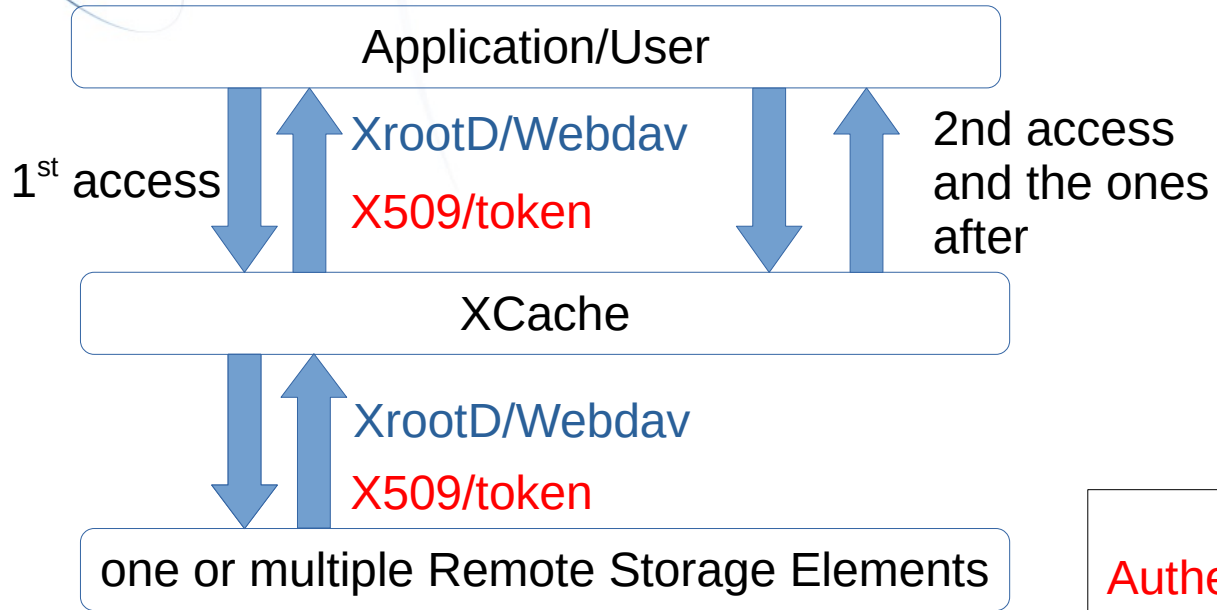 Application/User
1st access
XrootD/Webdav
X509/token
2nd access
and the ones
after
XCache
XrootD/Webdav
X509/token
one or multiple Remote Storage Elements